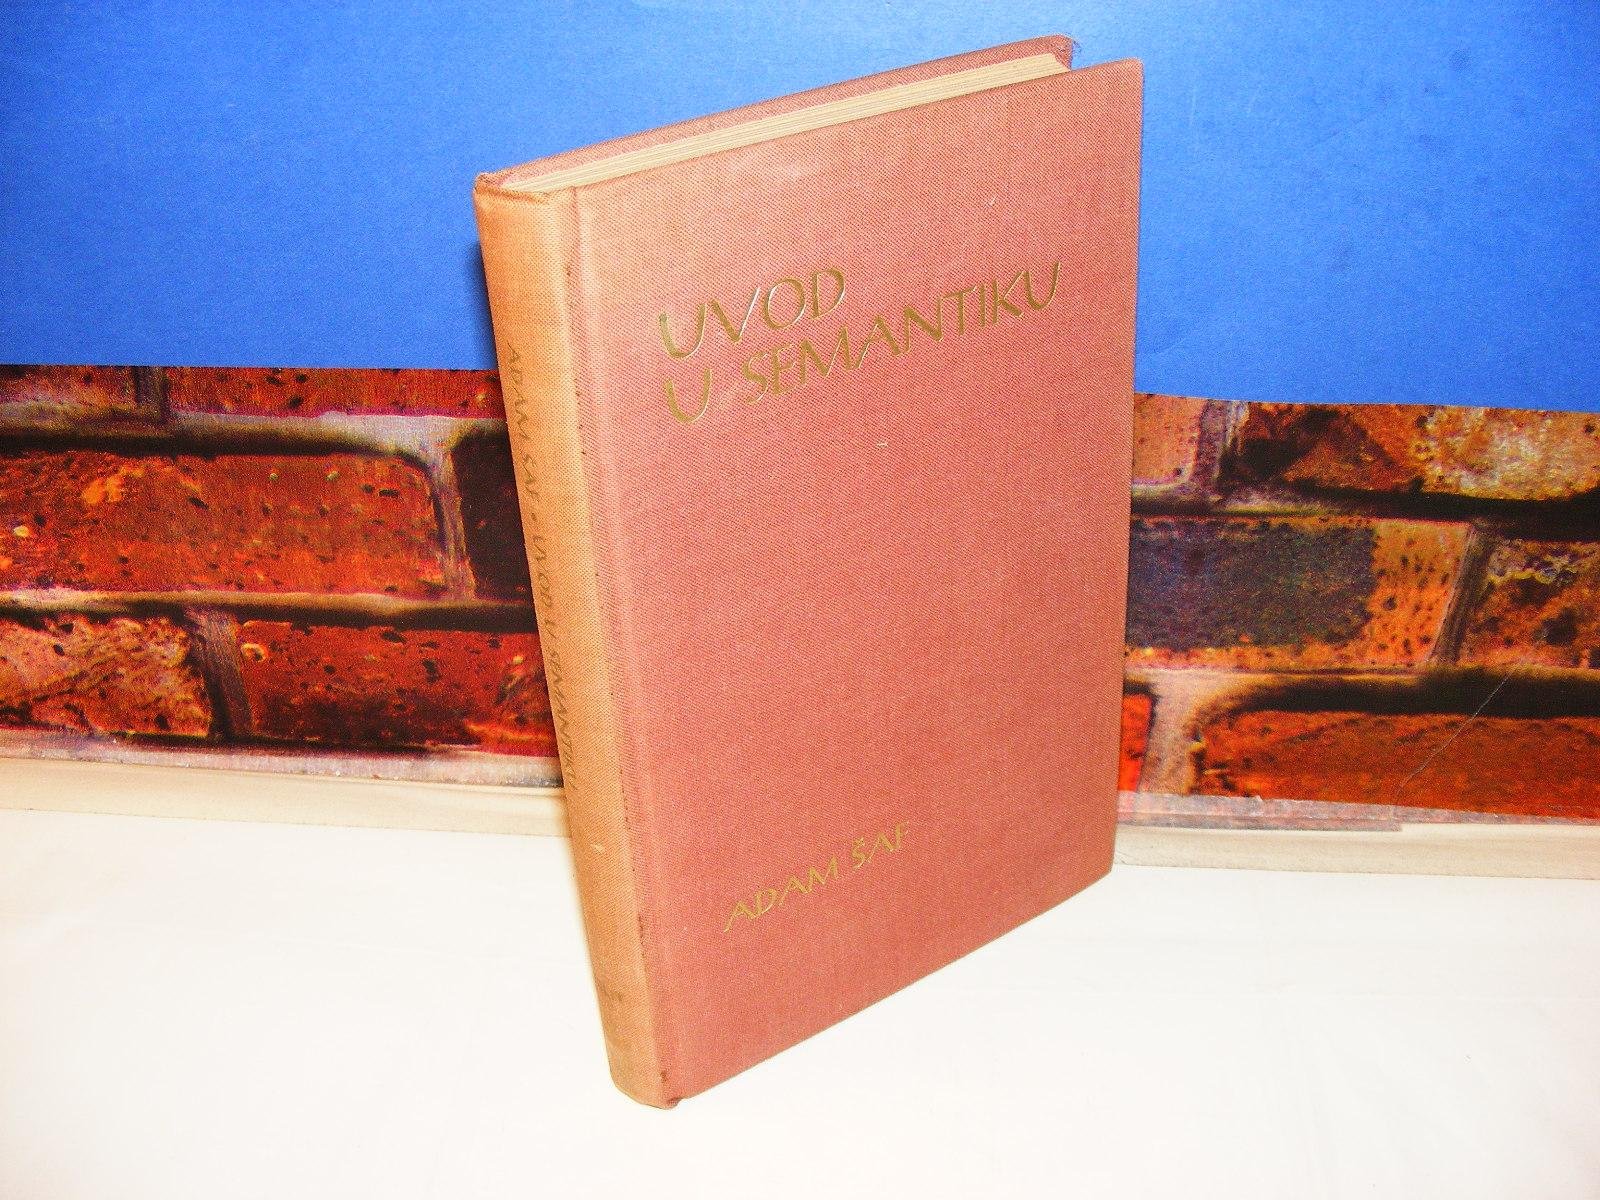 UVOD
U SEMANTIKU
ADAM ŠAF
ADAM ŠAF - UVOD U SEMANTIKU